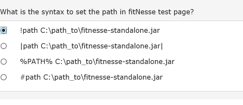 What is the syntax to set the path in fitNesse test page?
!path C:\path_to\fitnesse-standalone.jar
|path C:\path_to\fitnesse-standalone.jar|
%PATH% C:\path_to\fitnesse-standalone.jar
#path C:\path_to\fitnesse-standalone.jar